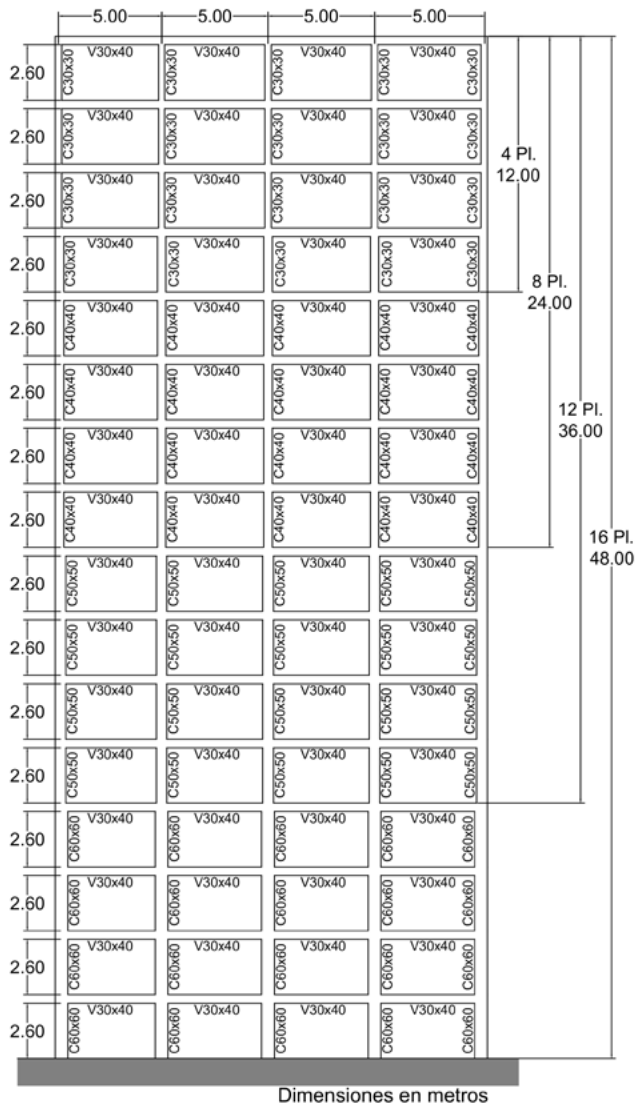 5.00 5.00 5.00 5.00
2.60 C30x30 V30x40 C30x30 V30x40 C30x30 V30x40 C30x30 V30x40 C30x30
2.60 C30x30 V30x40 C30x30 V30x40 C30x30 V30x40 C30x30 V30x40 C30x30
4 Pl.
12.00
2.60 C30x30 V30x40 C30x30 V30x40 C30x30 V30x40 C30x30 V30x40 C30x30
2.60 C30x30 V30x40 C30x30 V30x40 C30x30 V30x40 C30x30 V30x40 C30x30
8 Pl.
24.00
2.60 C40x40 V30x40 C40x40 V30x40 C40x40 V30x40 C40x40 V30x40 C40x40
2.60 C40x40 V30x40 C40x40 V30x40 C40x40 V30x40 C40x40 V30x40 C40x40
12 Pl.
36.00
2.60 C40x40 V30x40 C40x40 V30x40 C40x40 V30x40 C40x40 V30x40 C40x40
2.60 C40x40 V30x40 C40x40 V30x40 C40x40 V30x40 C40x40 V30x40 C40x40
16 Pl.
48.00
2.60 C50x50 V30x40 C50x50 V30x40 C50x50 V30x40 C50x50 V30x40 C50x50
2.60 C50x50 V30x40 C50x50 V30x40 C50x50 V30x40 C50x50 V30x40 C50x50
2.60 C50x50 V30x40 C50x50 V30x40 C50x50 V30x40 C50x50 V30x40 C50x50
2.60 C50x50 V30x40 C50x50 V30x40 C50x50 V30x40 C50x50 V30x40 C50x50
2.60 C60x60 V30x40 C60x60 V30x40 C60x60 V30x40 C60x60 V30x40 C60x60
2.60 C60x60 V30x40 C60x60 V30x40 C60x60 V30x40 C60x60 V30x40 C60x60
2.60 C60x60 V30x40 C60x60 V30x40 C60x60 V30x40 C60x60 V30x40 C60x60
2.60 C60x60 V30x40 C60x60 V30x40 C60x60 V30x40 C60x60 V30x40 C60x60
Dimensiones en metros